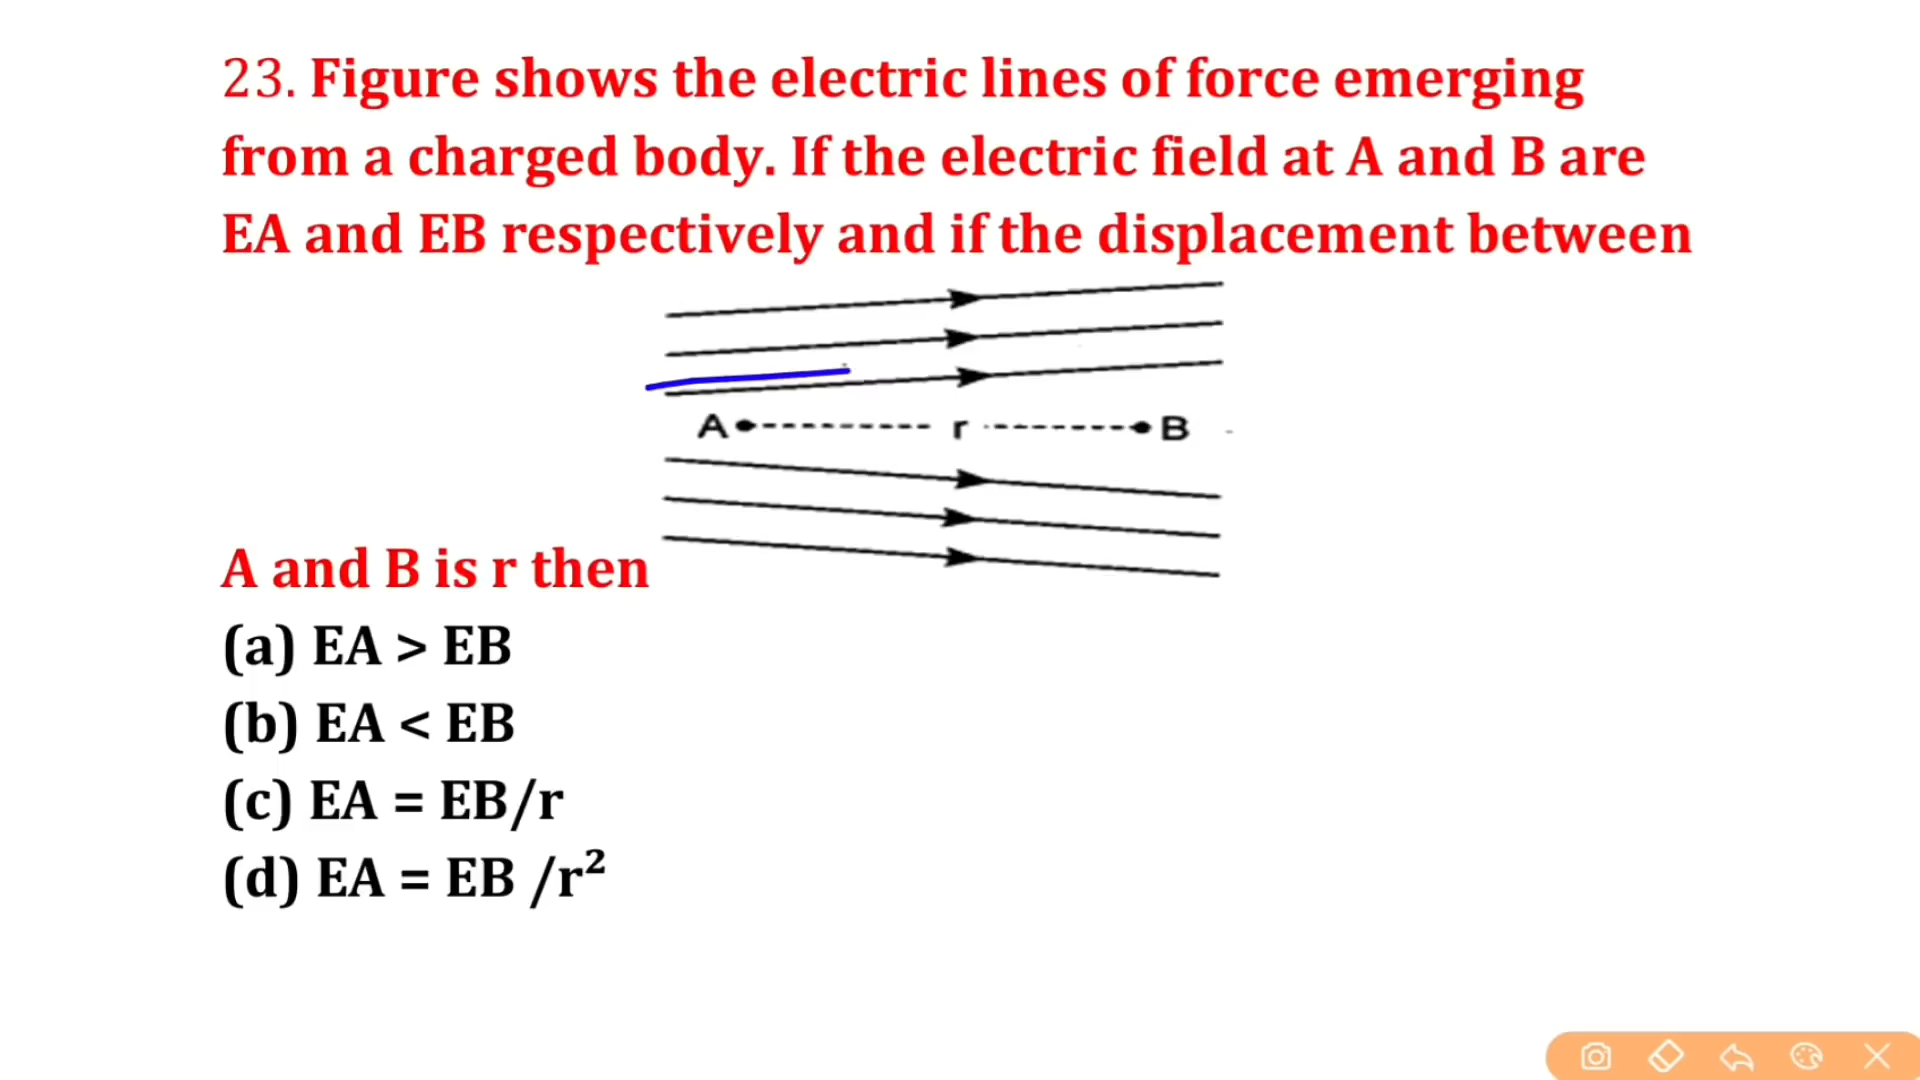 23. Figure shows the electric lines of force emerging
from a charged body. If the electric field at A and B are
EA and EB respectively and if the displacement between
A r B
A and B is r then
(a) EA > EB
(b) EA < EB
(c) EA = EB/r
(d) EA = EB /r²